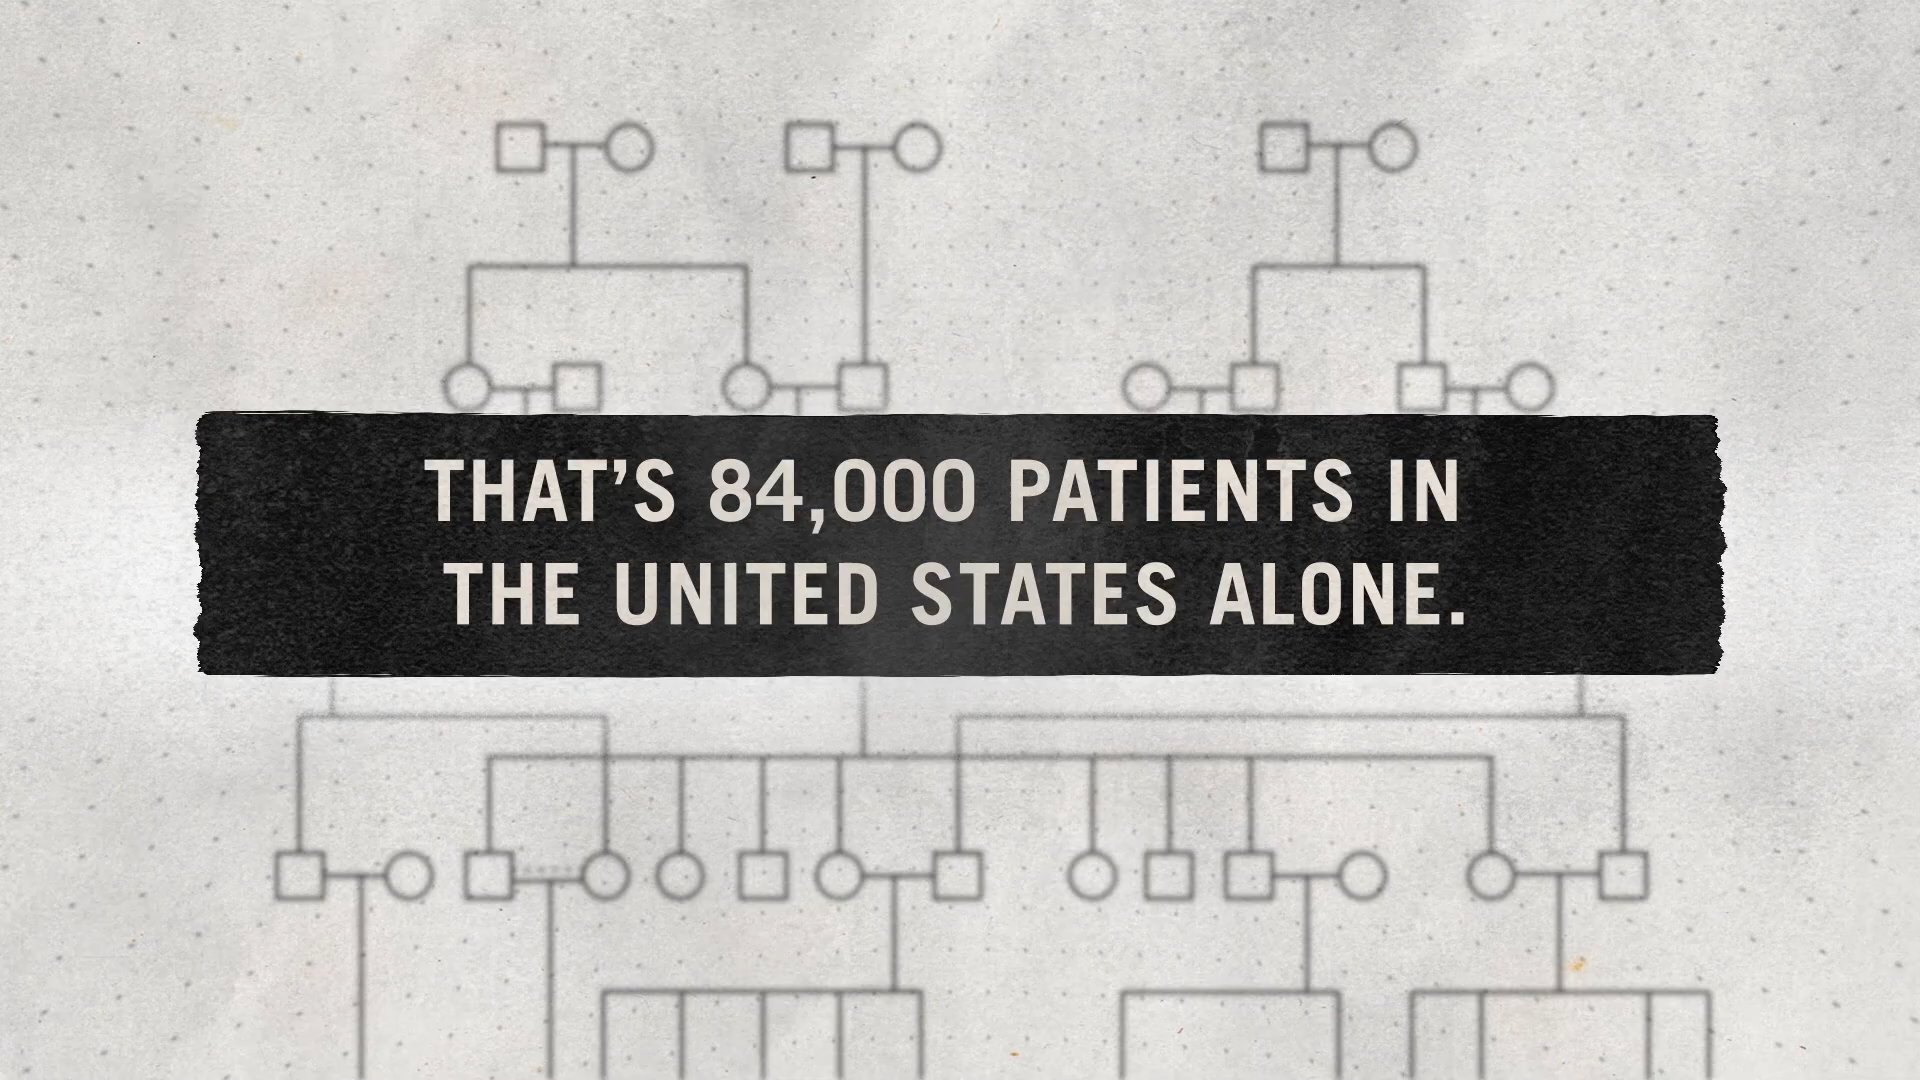 THAT’S 84,000 PATIENTS IN
THE UNITED STATES ALONE.